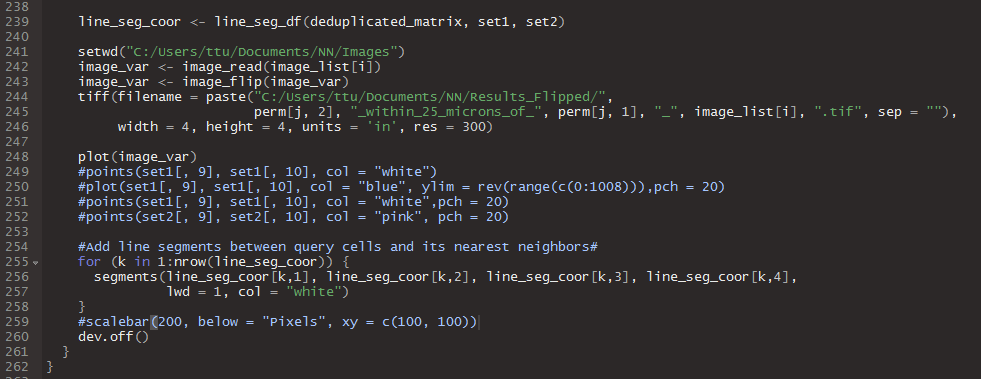 238
239 line_seg_coor <- line_seg_df(deduplicated_matrix, set1, set2)
240
241 setwd("C:/Users/ttu/Documents/NN/Images")
242 image_var <- image_read(image_list[i])
243 image_var <- image_flip(image_var)
244 tiff(filename = paste("C:/Users/ttu/Documents/NN/Results_Flipped/",
245 perm[j, 2], "_within_25_microns_of_", perm[j, 1], "_", image_list[i], ".tif", sep = ""),
246 width = 4, height = 4, units = 'in', res = 300)
247
248 plot(image_var)
249 #points(set1[, 9], set1[, 10], col = "white")
250 #plot(set1[, 9], set1[, 10], col = "blue", ylim = rev(range(c(0:1008))),pch = 20)
251 #points(set1[, 9], set1[, 10], col = "white",pch = 20)
252 #points(set2[, 9], set2[, 10], col = "pink", pch = 20)
253
254 #Add line segments between query cells and its nearest neighbors#
255 for (k in 1:nrow(line_seg_coor)) {
256 segments(line_seg_coor[k,1], line_seg_coor[k,2], line_seg_coor[k,3], line_seg_coor[k,4],
257 lwd = 1, col = "white")
258 }
259 #scalebar(200, below = "Pixels", xy = c(100, 100))
260 dev.off()
261 }
262 }